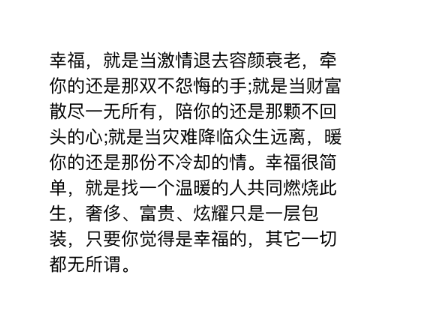 幸福，就是当激情退去容颜衰老，牵
你的还是那双不怨悔的手;就是当财富
散尽一无所有，陪你的还是那颗不回
头的心;就是当灾难降临众生远离，暖
你的还是那份不冷却的情。幸福很简
单，就是找一个温暖的人共同燃烧此
生，奢侈、富贵、炫耀只是一层包
装，只要你觉得是幸福的，其它一切
都无所谓。